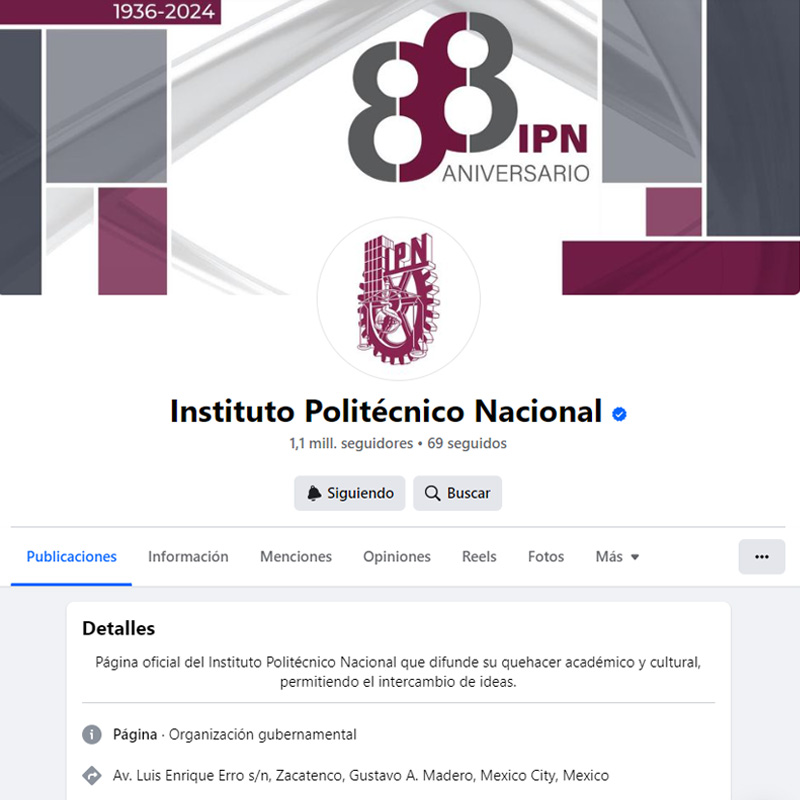 1936-2024
88
IPN
ANIVERSARIO
IPN
Instituto Politécnico Nacional
1,1 mill. seguidores • 69 seguidos
Siguiendo
Buscar
Publicaciones Información Menciones Opiniones Reels Fotos Más
Detalles
Página oficial del Instituto Politécnico Nacional que difunde su quehacer académico y cultural,
permitiendo el intercambio de ideas.
Página · Organización gubernamental
Av. Luis Enrique Erro s/n, Zacatenco, Gustavo A. Madero, Mexico City, Mexico